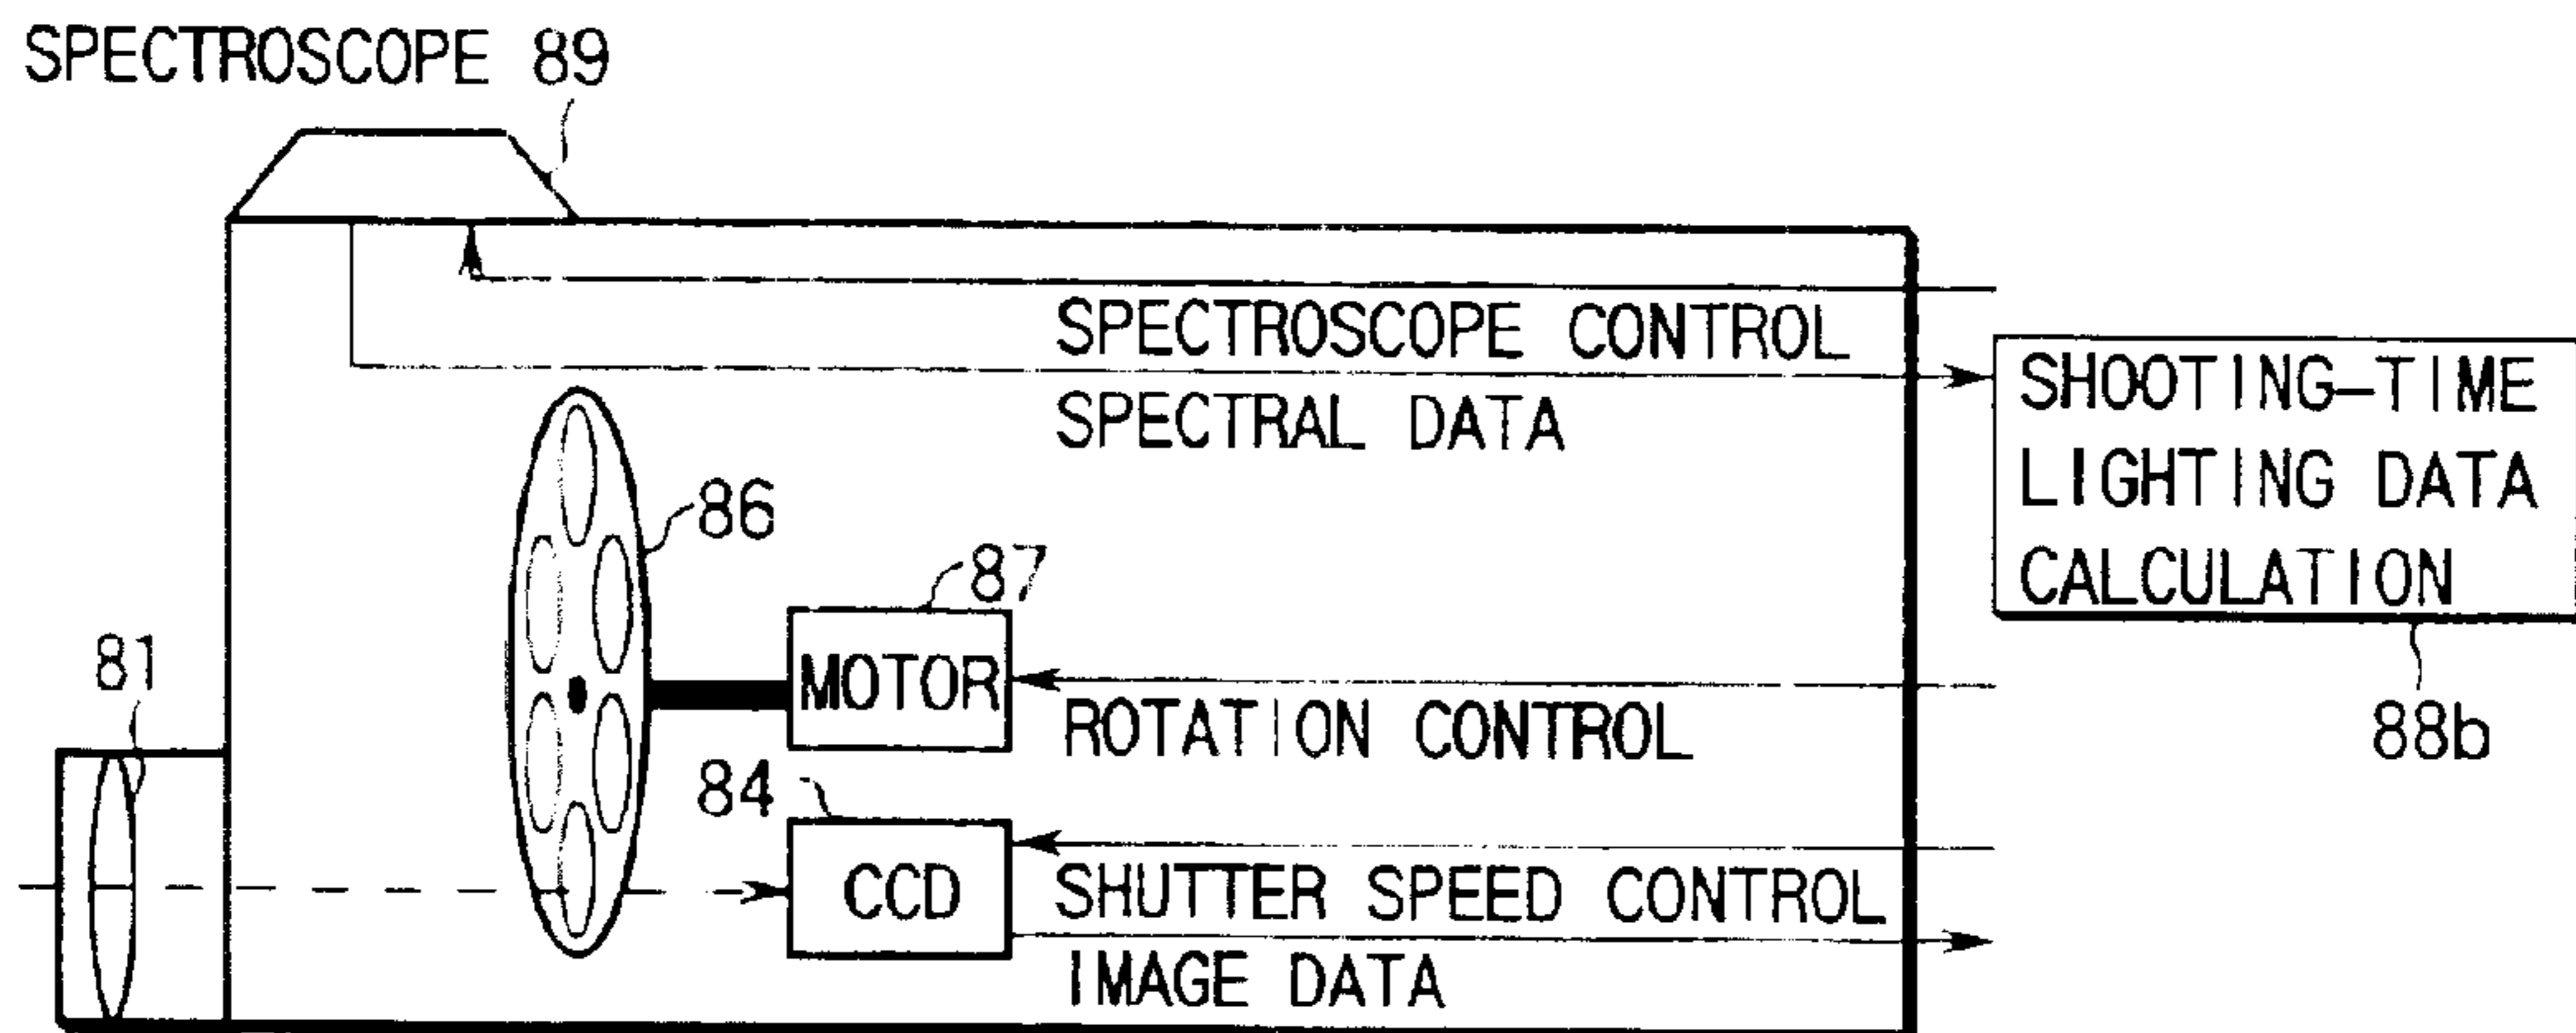 SPECTROSCOPE 89
SPECTROSCOPE CONTROL
SPECTRAL DATA
SHOOTING-TIME
LIGHTING DATA
CALCULATION
88b
86
87
MOTOR
ROTATION CONTROL
81
84
CCD
SHUTTER SPEED CONTROL
IMAGE DATA